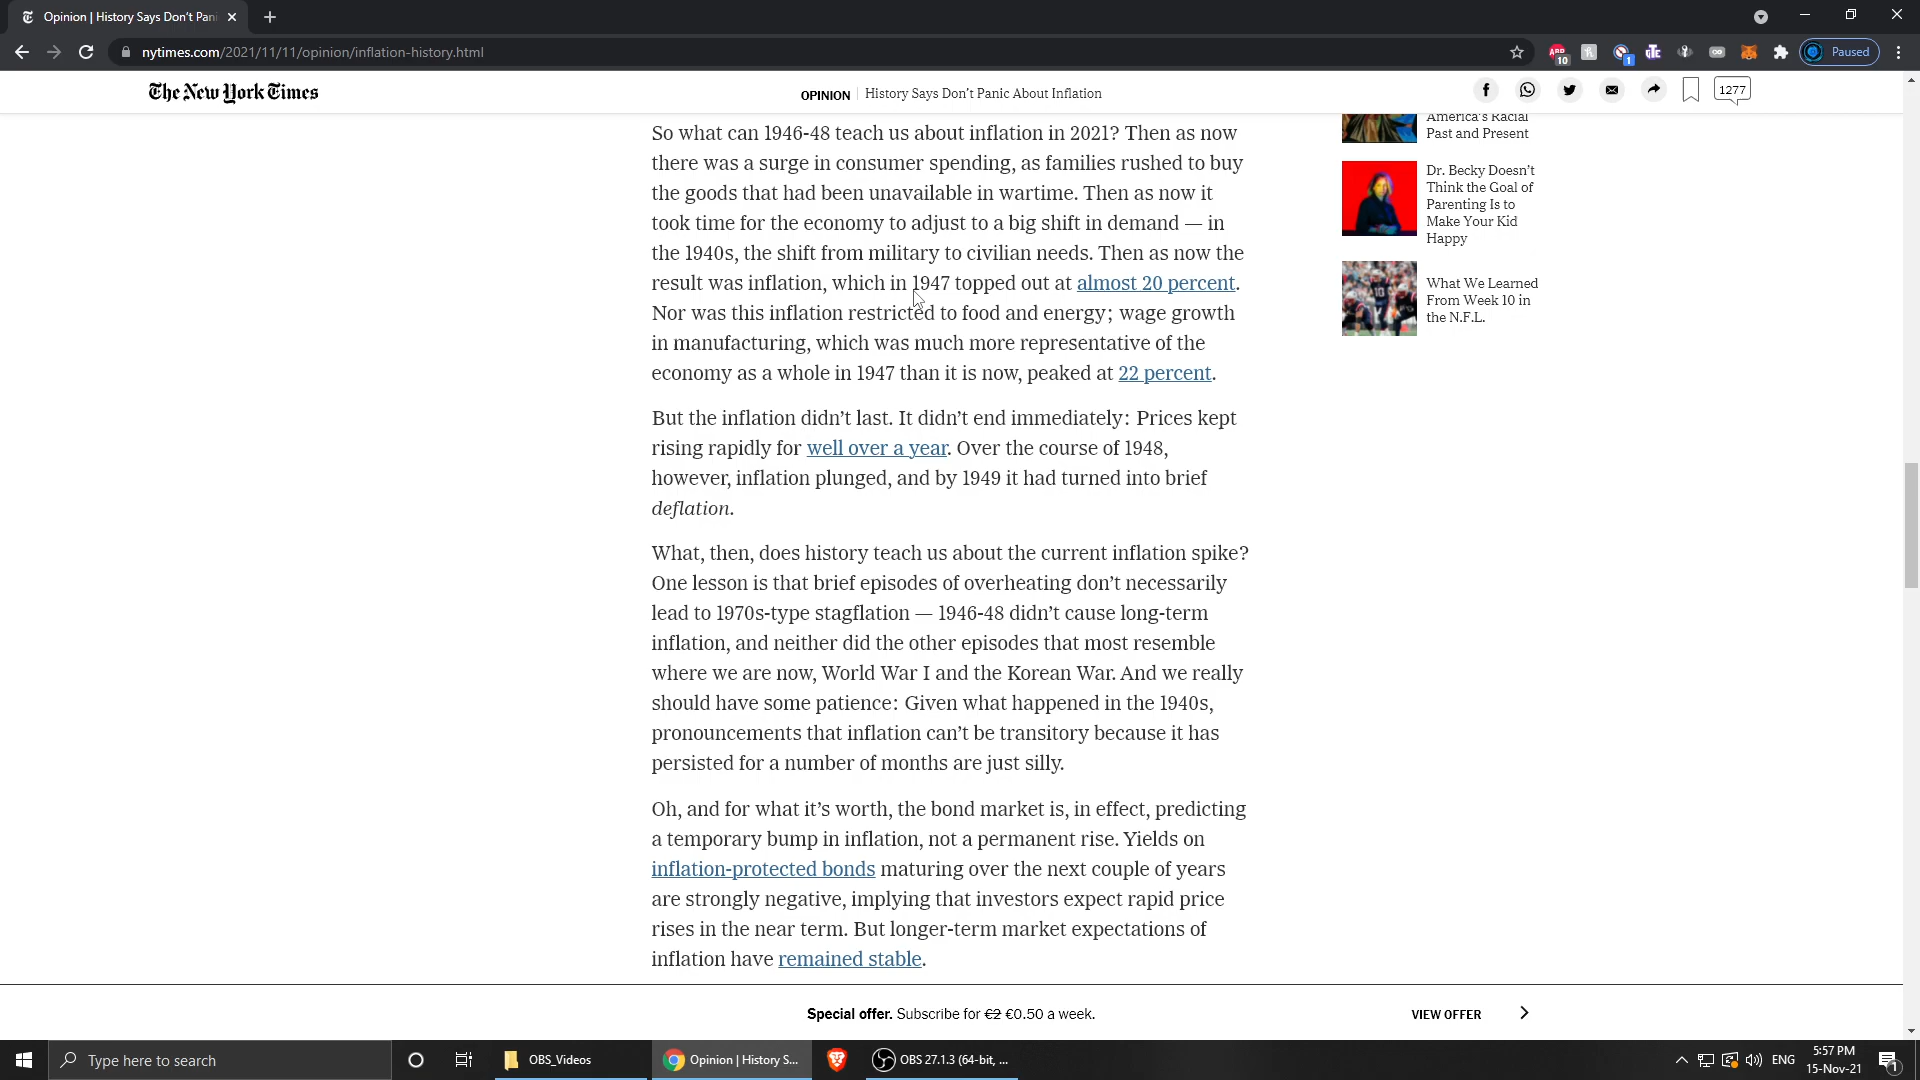 Opinion | History Says Don't Pani
nytimes.com/2021/11/11/opinion/inflation-history.html
ABP
10
1
Paused
The New York Times
OPINION
History Says Don't Panic About Inflation
1277
So what can 1946-48 teach us about inflation in 2021? Then as now
there was a surge in consumer spending, as families rushed to buy
the goods that had been unavailable in wartime. Then as now it
took time for the economy to adjust to a big shift in demand — in
the 1940s, the shift from military to civilian needs. Then as now the
result was inflation, which in 1947 topped out at almost 20 percent.
Nor was this inflation restricted to food and energy; wage growth
in manufacturing, which was much more representative of the
economy as a whole in 1947 than it is now, peaked at 22 percent.
But the inflation didn't last. It didn't end immediately: Prices kept
rising rapidly for well over a year. Over the course of 1948,
however, inflation plunged, and by 1949 it had turned into brief
deflation.
What, then, does history teach us about the current inflation spike?
One lesson is that brief episodes of overheating don't necessarily
lead to 1970s-type stagflation — 1946-48 didn't cause long-term
inflation, and neither did the other episodes that most resemble
where we are now, World War I and the Korean War. And we really
should have some patience: Given what happened in the 1940s,
pronouncements that inflation can't be transitory because it has
persisted for a number of months are just silly.
Oh, and for what it's worth, the bond market is, in effect, predicting
a temporary bump in inflation, not a permanent rise. Yields on
inflation-protected bonds maturing over the next couple of years
are strongly negative, implying that investors expect rapid price
rises in the near term. But longer-term market expectations of
inflation have remained stable.
America's Racial
Past and Present
Dr. Becky Doesn't
Think the Goal of
Parenting Is to
Make Your Kid
Happy
What We Learned
From Week 10 in
the N.F.L.
Special offer. Subscribe for €2 €0.50 a week.
VIEW OFFER
Type here to search
OBS_Videos
Opinion | History S...
OBS 27.1.3 (64-bit, ...
ENG
5:57 PM
15-Nov-21
1